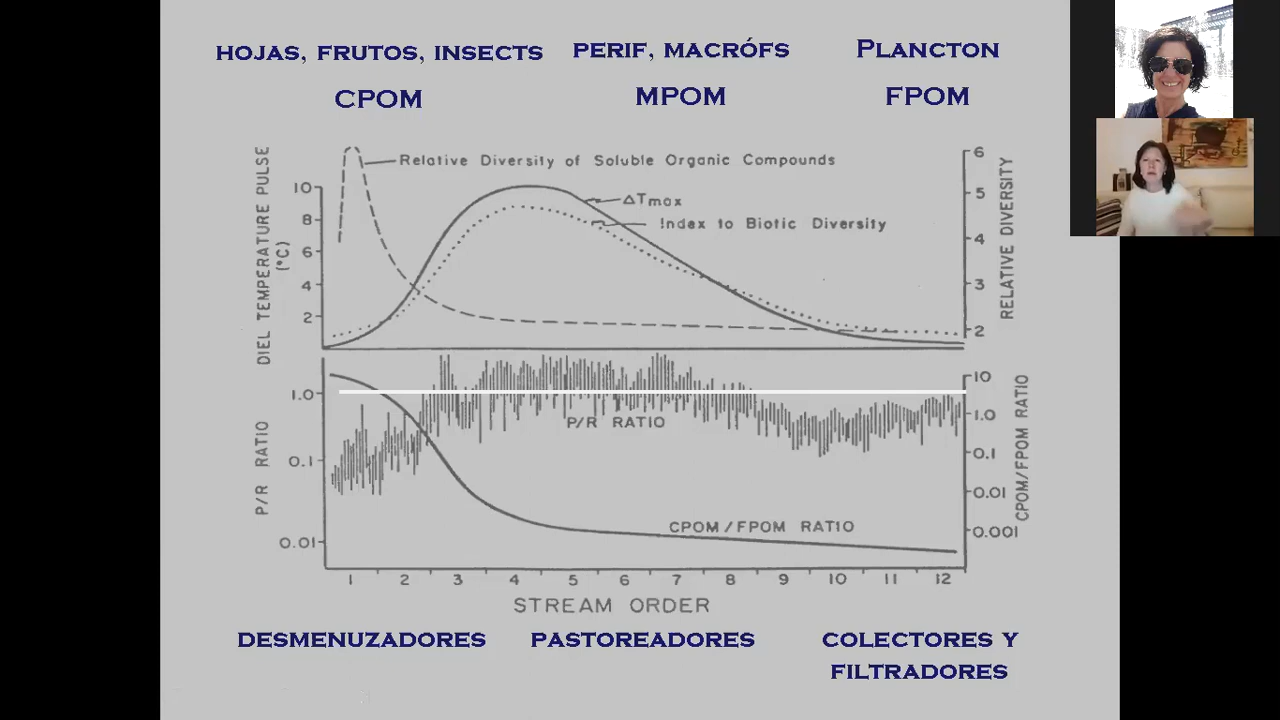 HOJAS, FRUTOS, INSECTS
PERIF, MACRÓFS
PLANCTON
CPOM
MPOM
FPOM
DIEL TEMPERATURE PULSE
(°C)
10
8
6
4
2
Relative Diversity of Soluble Organic Compounds
ΔTmax
Index to Biotic Diversity
6
5
4
3
2
RELATIVE DIVERSITY
P/R RATIO
1.0
0.1
0.01
P/R RATIO
CPOM/FPOM RATIO
10
1.0
0.1
0.01
0.001
CPOM/FPOM RATIO
1 2 3 4 5 6 7 8 9 10 11 12
STREAM ORDER
DESMENUZADORES
PASTOREADORES
COLECTORES Y
FILTRADORES